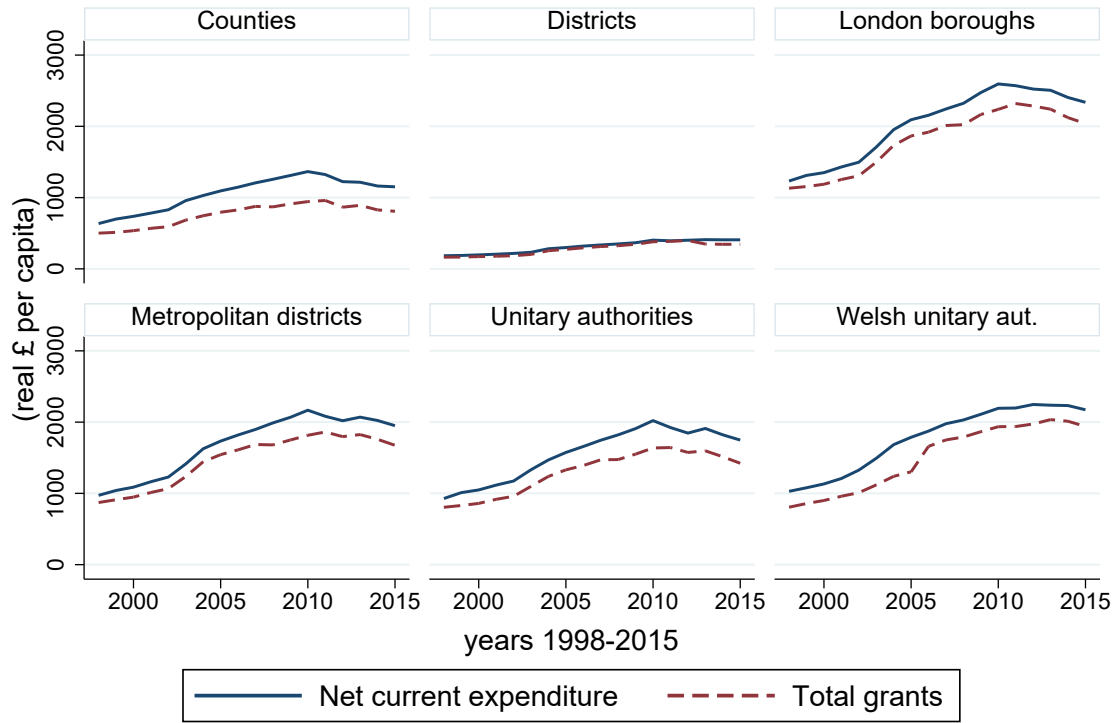 Counties
Districts
London boroughs
3000
2000
1000
0
Metropolitan districts
Unitary authorities
Welsh unitary aut.
3000
2000
1000
0
(real £ per capita)
2000 2005 2010 2015
2000 2005 2010 2015
2000 2005 2010 2015
years 1998-2015
Net current expenditure
Total grants